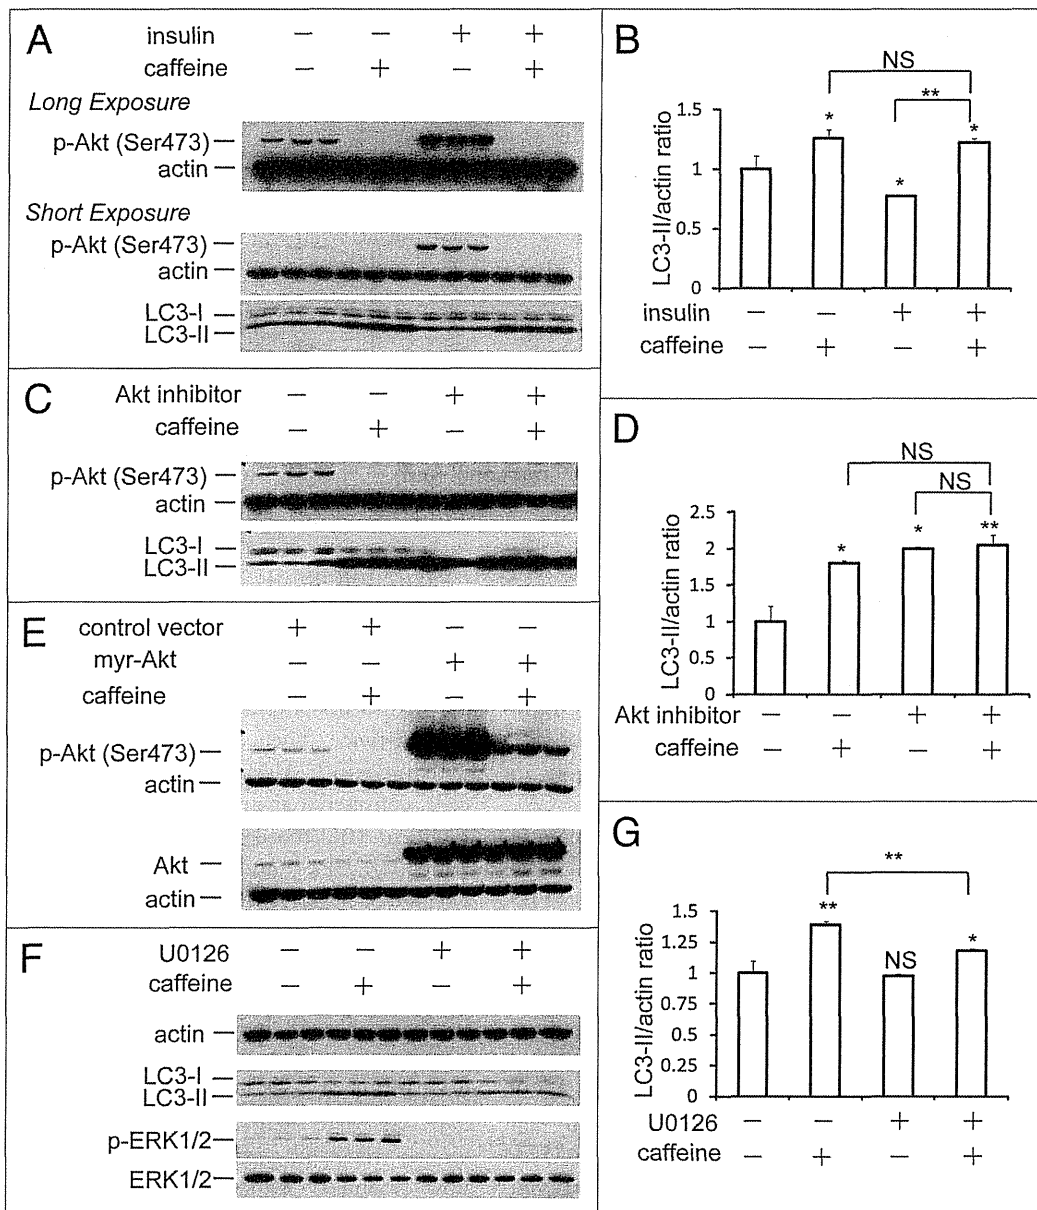 A
insulin − − + +
caffeine − + − +
Long Exposure
p-Akt (Ser473)
actin
Short Exposure
p-Akt (Ser473)
actin
LC3-I
LC3-II
B
NS
**
* * *
LC3-II/actin ratio
1.5
1
0.5
0
insulin − − + +
caffeine − + − +
C
Akt inhibitor − − + +
caffeine − + − +
p-Akt (Ser473)
actin
LC3-I
LC3-II
D
NS
NS
* * **
LC3-II/actin ratio
2.5
2
1.5
1
0.5
0
Akt inhibitor − − + +
caffeine − + − +
E
control vector + + − −
myr-Akt − − + +
caffeine − + − +
p-Akt (Ser473)
actin
Akt
actin
F
U0126 − − + +
caffeine − + − +
actin
LC3-I
LC3-II
p-ERK1/2
ERK1/2
G
**
** NS *
LC3-II/actin ratio
1.5
1.25
1
0.75
0.5
0.25
0
U0126 − − + +
caffeine − + − +